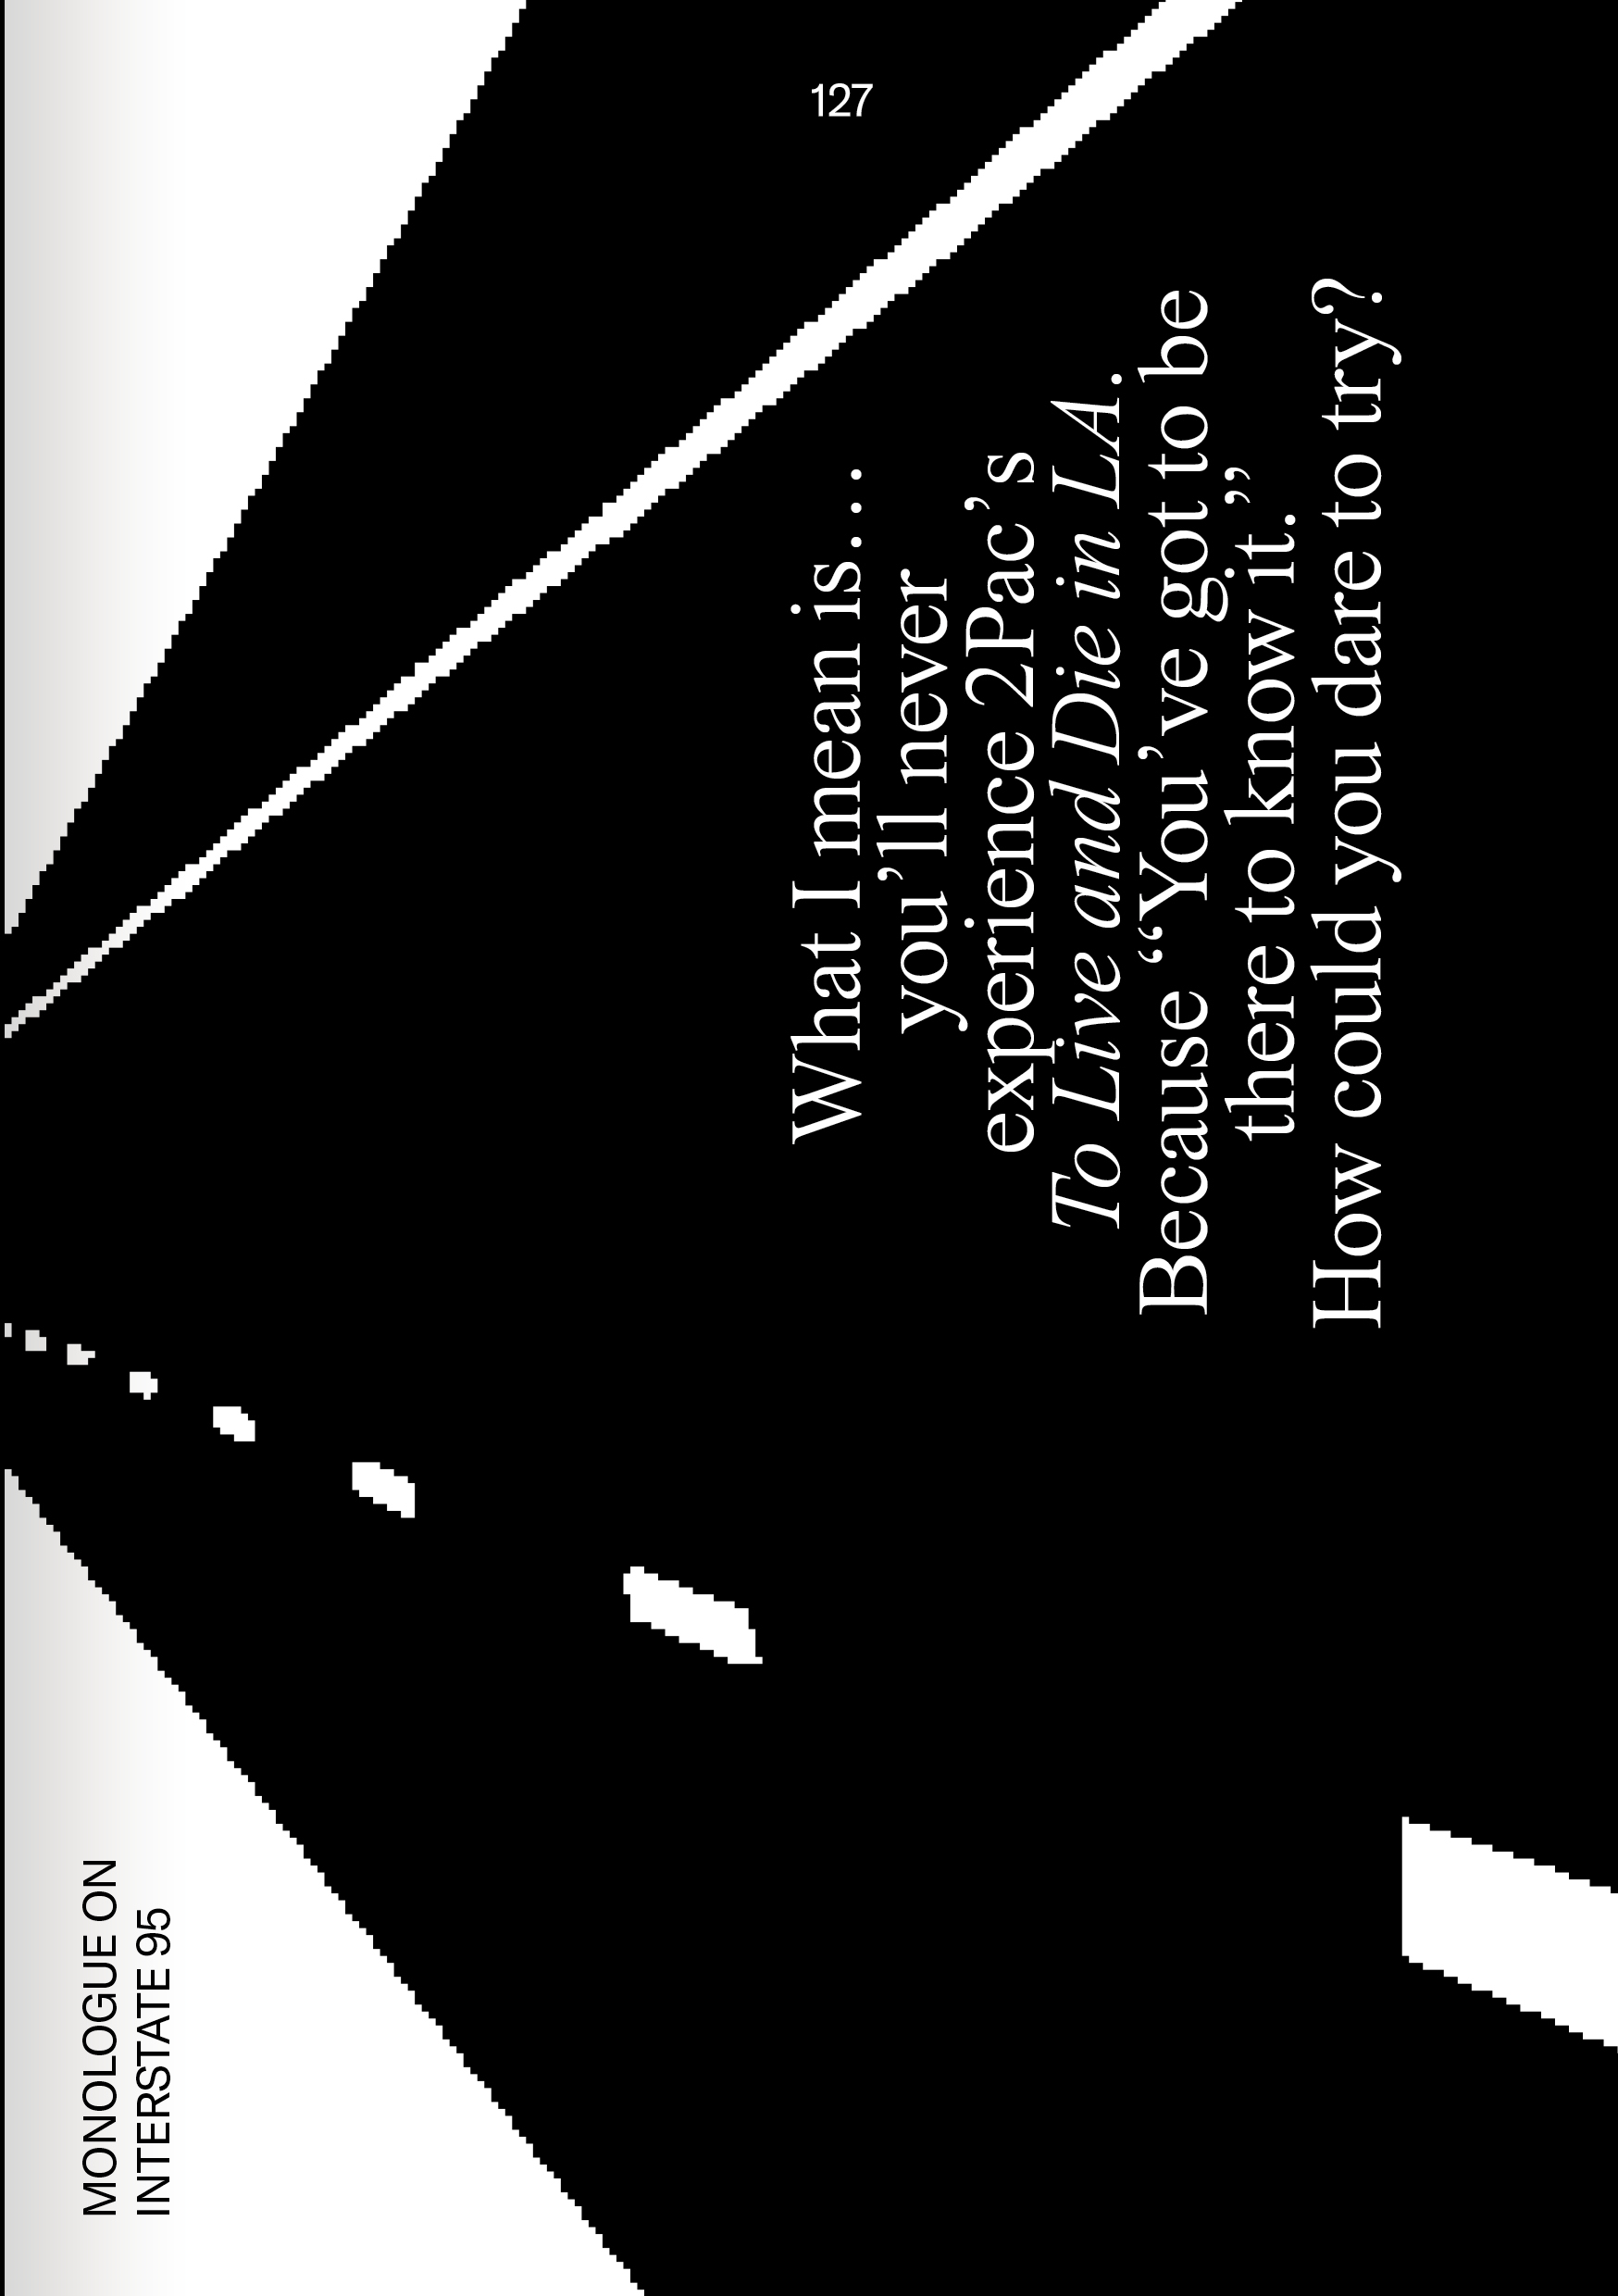 127
MONOLOGUE ON
INTERSTATE 95
What I mean is…
you’ll never
experience 2Pac’s
To Live and Die in LA.
Because “You’ve got to be
there to know it.”
How could you dare to try?